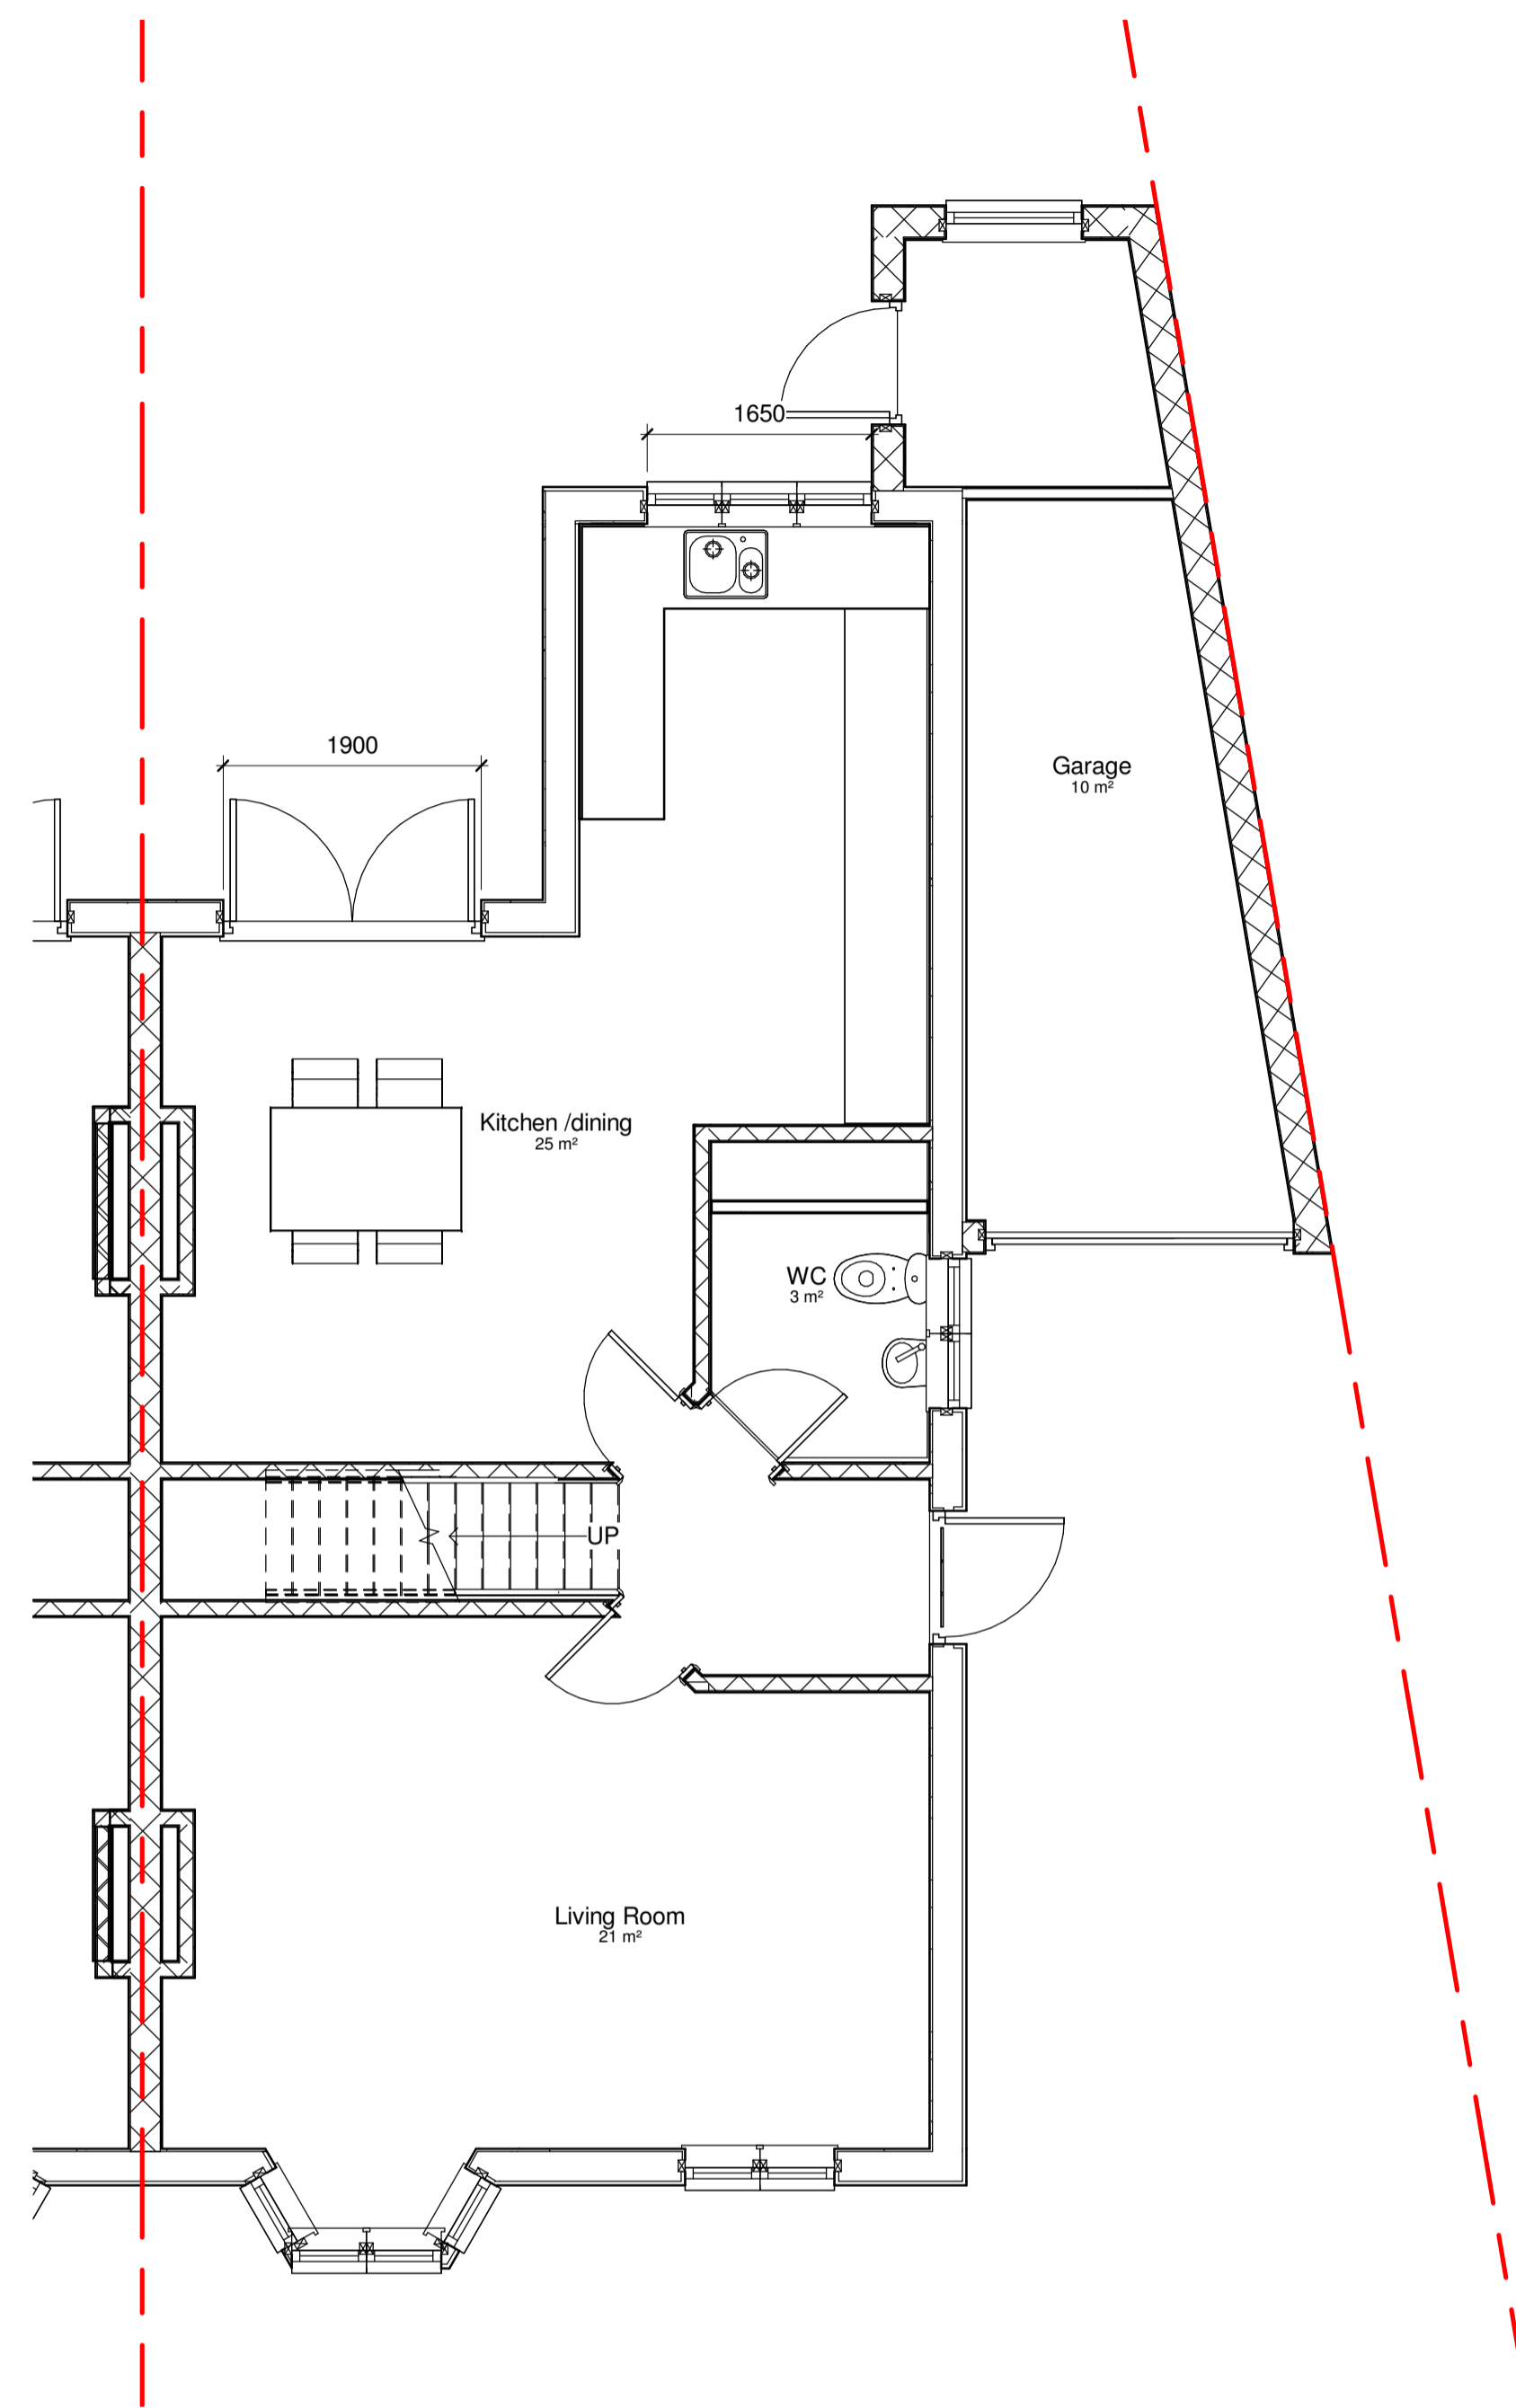 1650
1900
Garage
10 m²
Kitchen /dining
25 m²
WC
3 m²
UP
Living Room
21 m²